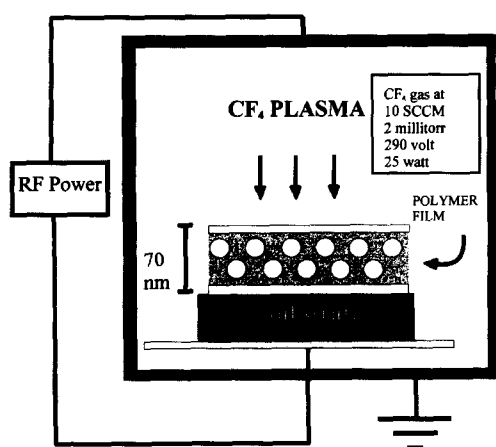 CF₄ PLASMA
CF₄ gas at
10 SCCM
2 millitorr
290 volt
25 watt
RF Power
POLYMER
FILM
70
nm